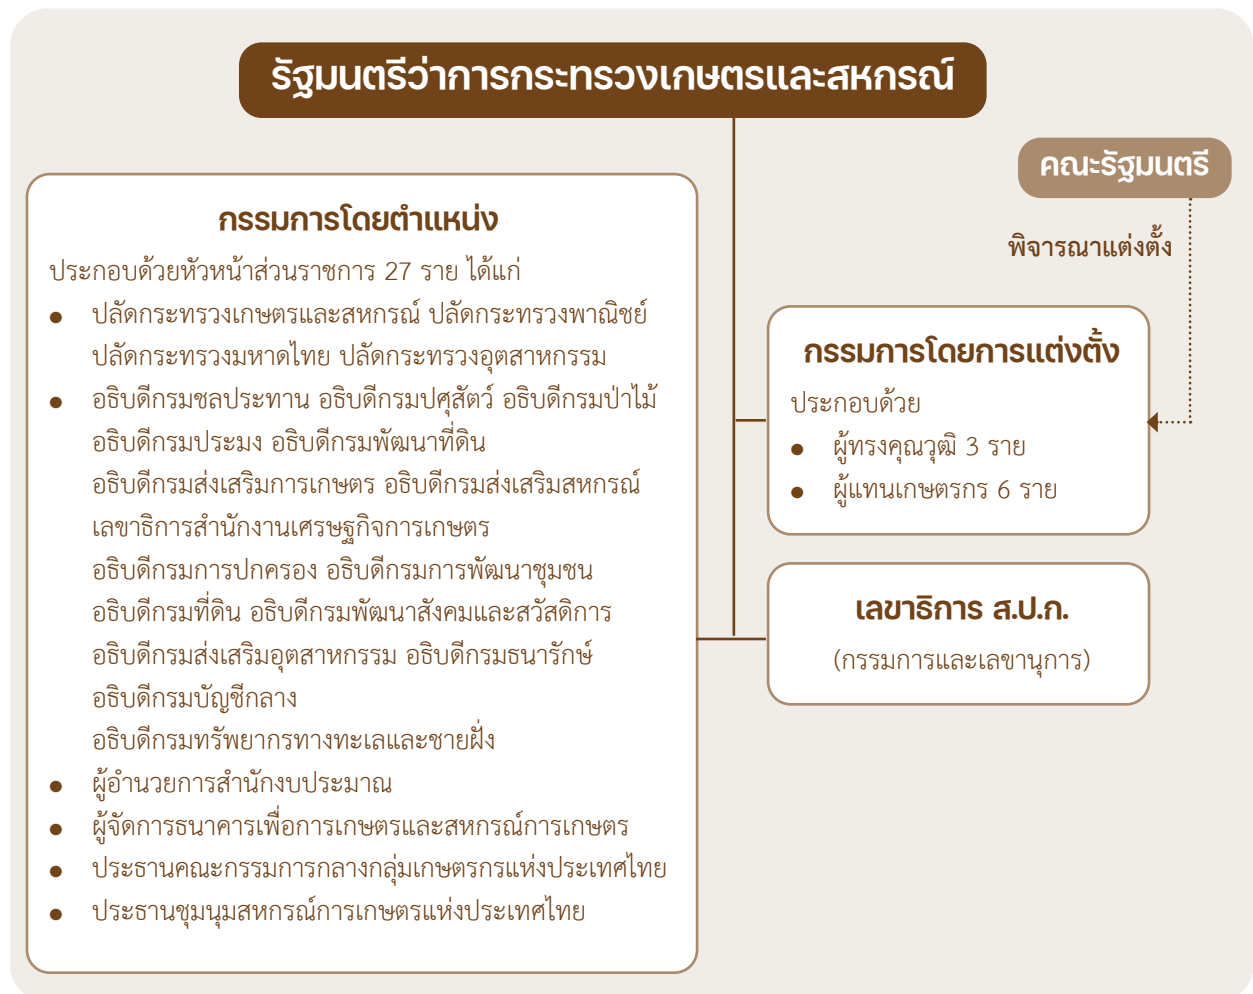 รัฐมนตรีว่าการกระทรวงเกษตรและสหกรณ์
คณะรัฐมนตรี
พิจารณาแต่งตั้ง
กรรมการโดยตำแหน่ง
ประกอบด้วยหัวหน้าส่วนราชการ 27 ราย ได้แก่
● ปลัดกระทรวงเกษตรและสหกรณ์ ปลัดกระทรวงพาณิชย์
ปลัดกระทรวงมหาดไทย ปลัดกระทรวงอุตสาหกรรม
● อธิบดีกรมชลประทาน อธิบดีกรมปศุสัตว์ อธิบดีกรมป่าไม้
อธิบดีกรมประมง อธิบดีกรมพัฒนาที่ดิน
อธิบดีกรมส่งเสริมการเกษตร อธิบดีกรมส่งเสริมสหกรณ์
เลขาธิการสำนักงานเศรษฐกิจการเกษตร
อธิบดีกรมการปกครอง อธิบดีกรมการพัฒนาชุมชน
อธิบดีกรมที่ดิน อธิบดีกรมพัฒนาสังคมและสวัสดิการ
อธิบดีกรมส่งเสริมอุตสาหกรรม อธิบดีกรมธนารักษ์
อธิบดีกรมบัญชีกลาง
อธิบดีกรมทรัพยากรทางทะเลและชายฝั่ง
● ผู้อำนวยการสำนักงบประมาณ
● ผู้จัดการธนาคารเพื่อการเกษตรและสหกรณ์การเกษตร
● ประธานคณะกรรมการกลางกลุ่มเกษตรกรแห่งประเทศไทย
● ประธานชุมนุมสหกรณ์การเกษตรแห่งประเทศไทย
กรรมการโดยการแต่งตั้ง
ประกอบด้วย
● ผู้ทรงคุณวุฒิ 3 ราย
● ผู้แทนเกษตรกร 6 ราย
เลขาธิการ ส.ป.ก.
(กรรมการและเลขานุการ)